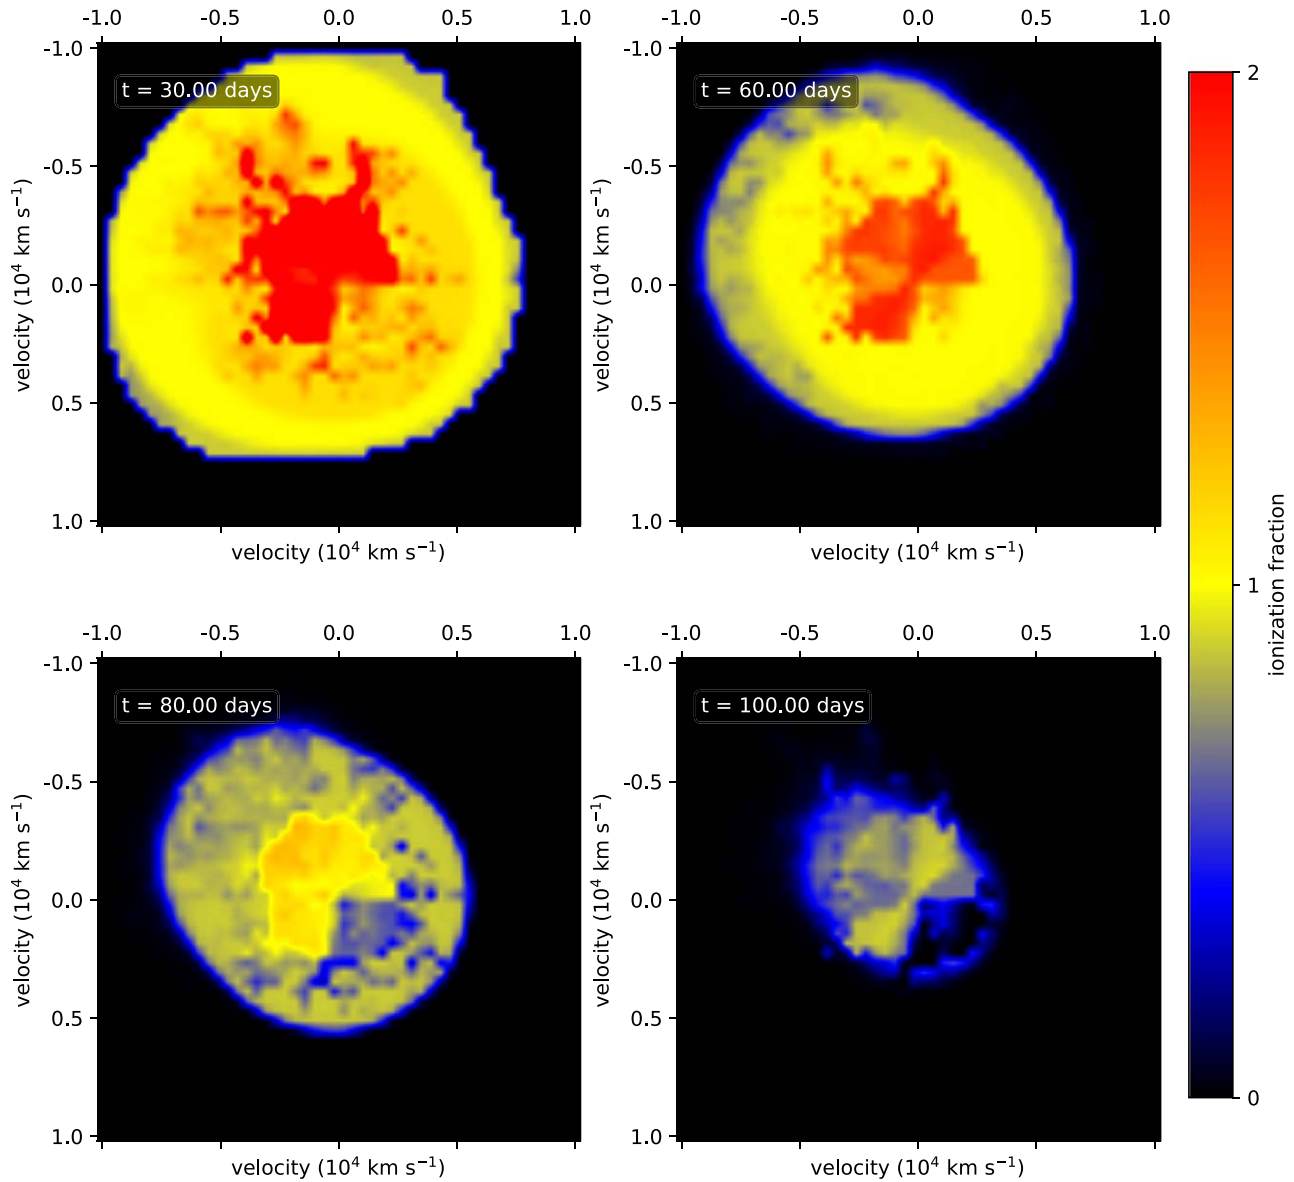 -1.0 -0.5 0.0 0.5 1.0
-1.0 -0.5 0.0 0.5 1.0
-1.0
-0.5
0.0
0.5
1.0
velocity (10⁴ km s⁻¹)
t = 30.00 days
velocity (10⁴ km s⁻¹)
-1.0
-0.5
0.0
0.5
1.0
velocity (10⁴ km s⁻¹)
t = 60.00 days
velocity (10⁴ km s⁻¹)
-1.0 -0.5 0.0 0.5 1.0
-1.0 -0.5 0.0 0.5 1.0
-1.0
-0.5
0.0
0.5
1.0
velocity (10⁴ km s⁻¹)
t = 80.00 days
velocity (10⁴ km s⁻¹)
-1.0
-0.5
0.0
0.5
1.0
velocity (10⁴ km s⁻¹)
t = 100.00 days
velocity (10⁴ km s⁻¹)
2
1
0
ionization fraction